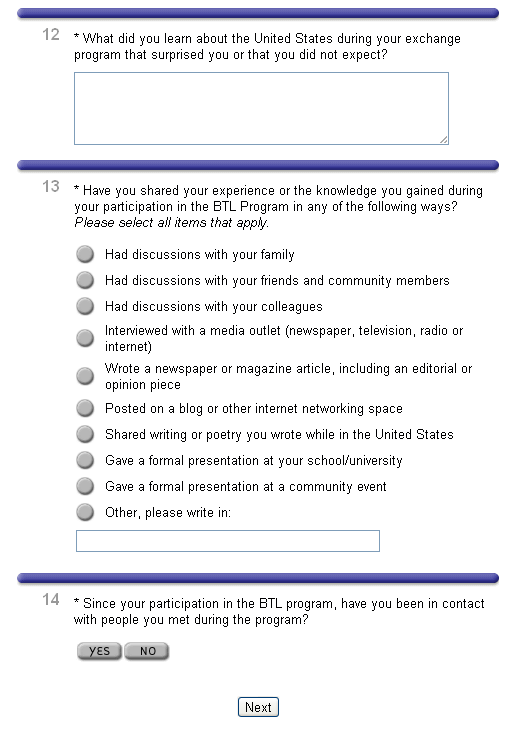 12
* What did you learn about the United States during your exchange
program that surprised you or that you did not expect?
13
* Have you shared your experience or the knowledge you gained during
your participation in the BTL Program in any of the following ways?
Please select all items that apply.
Had discussions with your family
Had discussions with your friends and community members
Had discussions with your colleagues
Interviewed with a media outlet (newspaper, television, radio or
internet)
Wrote a newspaper or magazine article, including an editorial or
opinion piece
Posted on a blog or other internet networking space
Shared writing or poetry you wrote while in the United States
Gave a formal presentation at your school/university
Gave a formal presentation at a community event
Other, please write in:
14
* Since your participation in the BTL program, have you been in contact
with people you met during the program?
YES NO
Next